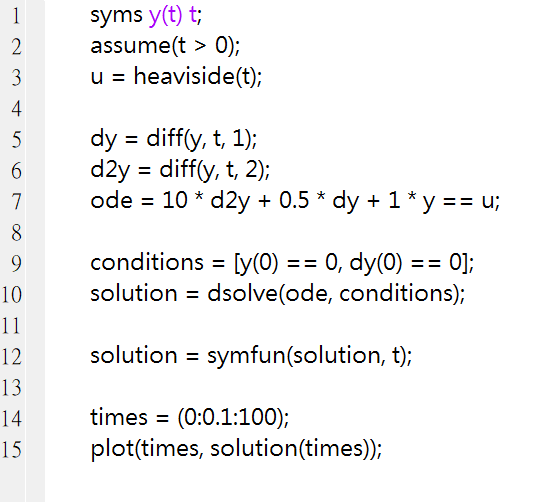 1 syms y(t) t;
2 assume(t > 0);
3 u = heaviside(t);
4
5 dy = diff(y, t, 1);
6 d2y = diff(y, t, 2);
7 ode = 10 * d2y + 0.5 * dy + 1 * y == u;
8
9 conditions = [y(0) == 0, dy(0) == 0];
10 solution = dsolve(ode, conditions);
11
12 solution = symfun(solution, t);
13
14 times = (0:0.1:100);
15 plot(times, solution(times));